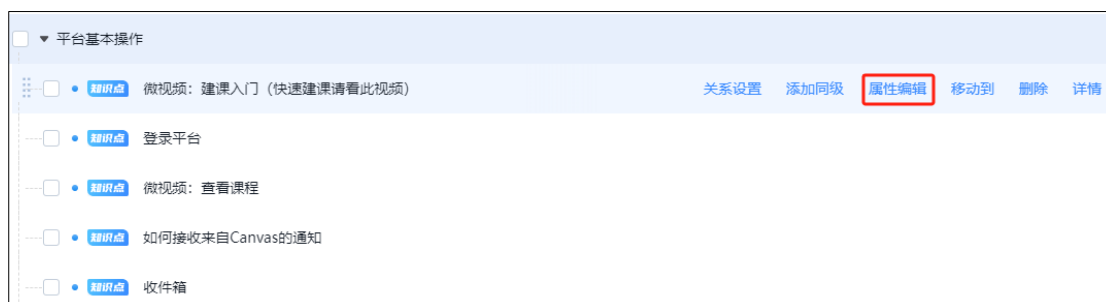 平台基本操作
知识点 微视频：建课入门（快速建课请看此视频） 关系设置 添加同级 属性编辑 移动到 删除 详情
知识点 登录平台
知识点 微视频：查看课程
知识点 如何接收来自Canvas的通知
知识点 收件箱